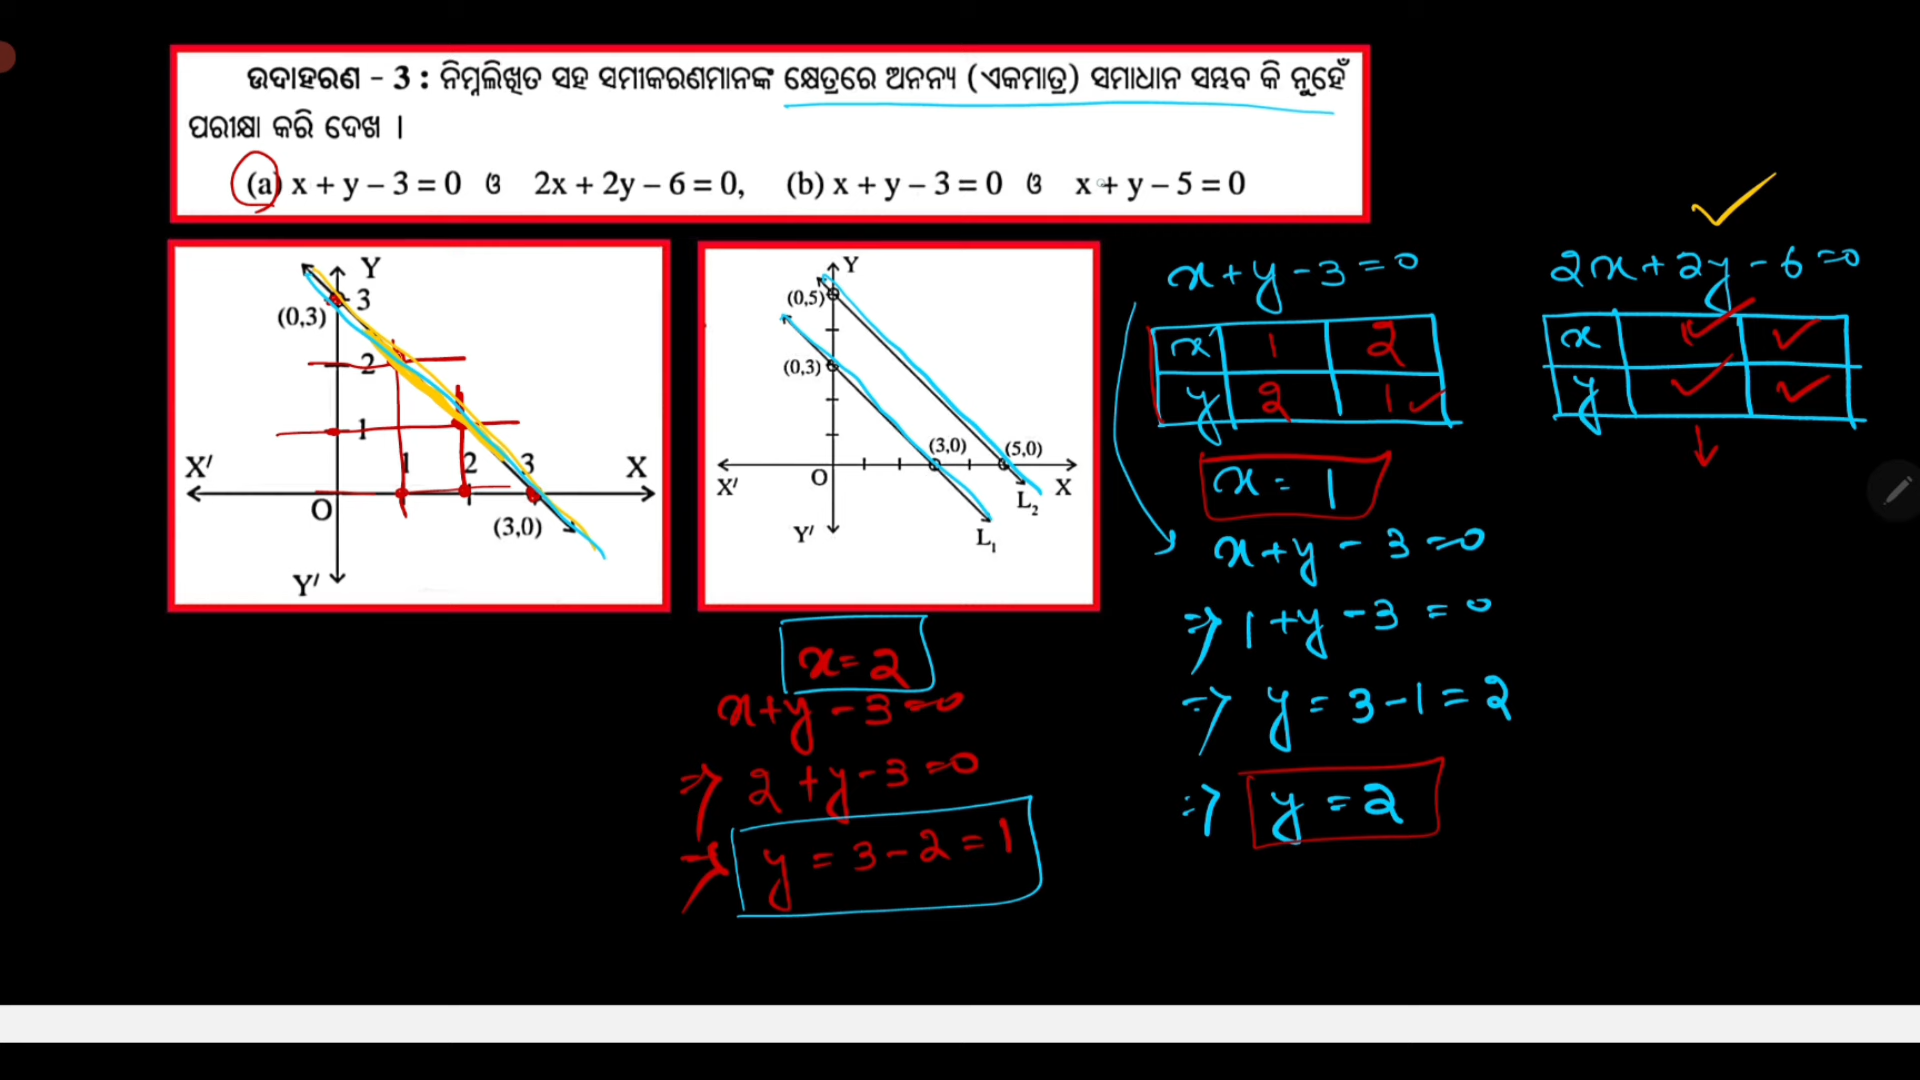 ଉଦାହରଣ - 3 : ନିମ୍ନଲିଖିତ ସହ ସମୀକରଣମାନଙ୍କ କ୍ଷେତ୍ରରେ ଅନନ୍ୟ (ଏକମାତ୍ର) ସମାଧାନ ସମ୍ଭବ କି ନୁହେଁ
ପରୀକ୍ଷା କରି ଦେଖ ।
(a) x + y – 3 = 0 ଓ 2x + 2y – 6 = 0, (b) x + y – 3 = 0 ଓ x + y – 5 = 0
Y
3
(0,3)
2
1
1 2 3
X′ X
O
(3,0)
Y′
Y
(0,5)
(0,3)
(3,0) (5,0)
X′ O X
L₂
Y′
L₁
x = 2
x + y - 3 = 0
⇒ 2 + y - 3 = 0
⇒ y = 3 - 2 = 1
x + y - 3 = 0
x 1 2
y 2 1
x = 1
x + y - 3 = 0
⇒ 1 + y - 3 = 0
⇒ y = 3 - 1 = 2
⇒ y = 2
2x + 2y - 6 = 0
x
y